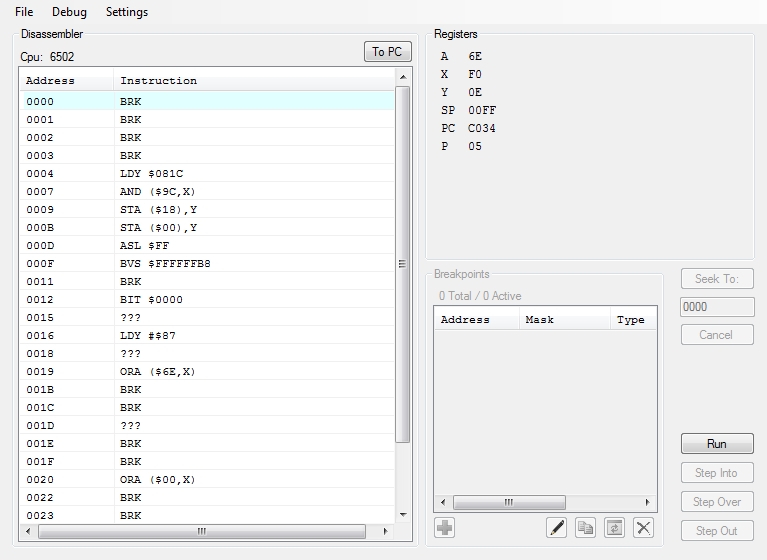 File Debug Settings
Disassembler
Cpu: 6502
To PC
Address Instruction
0000 BRK
0001 BRK
0002 BRK
0003 BRK
0004 LDY $081C
0007 AND ($9C,X)
0009 STA ($18),Y
000B STA ($00),Y
000D ASL $FF
000F BVS $FFFFFFB8
0011 BRK
0012 BIT $0000
0015 ???
0016 LDY #$87
0018 ???
0019 ORA ($6E,X)
001B BRK
001C BRK
001D ???
001E BRK
001F BRK
0020 ORA ($00,X)
0022 BRK
0023 BRK
Registers
A 6E
X F0
Y 0E
SP 00FF
PC C034
P 05
Breakpoints
0 Total / 0 Active
Address Mask Type
Seek To:
0000
Cancel
Run
Step Into
Step Over
Step Out